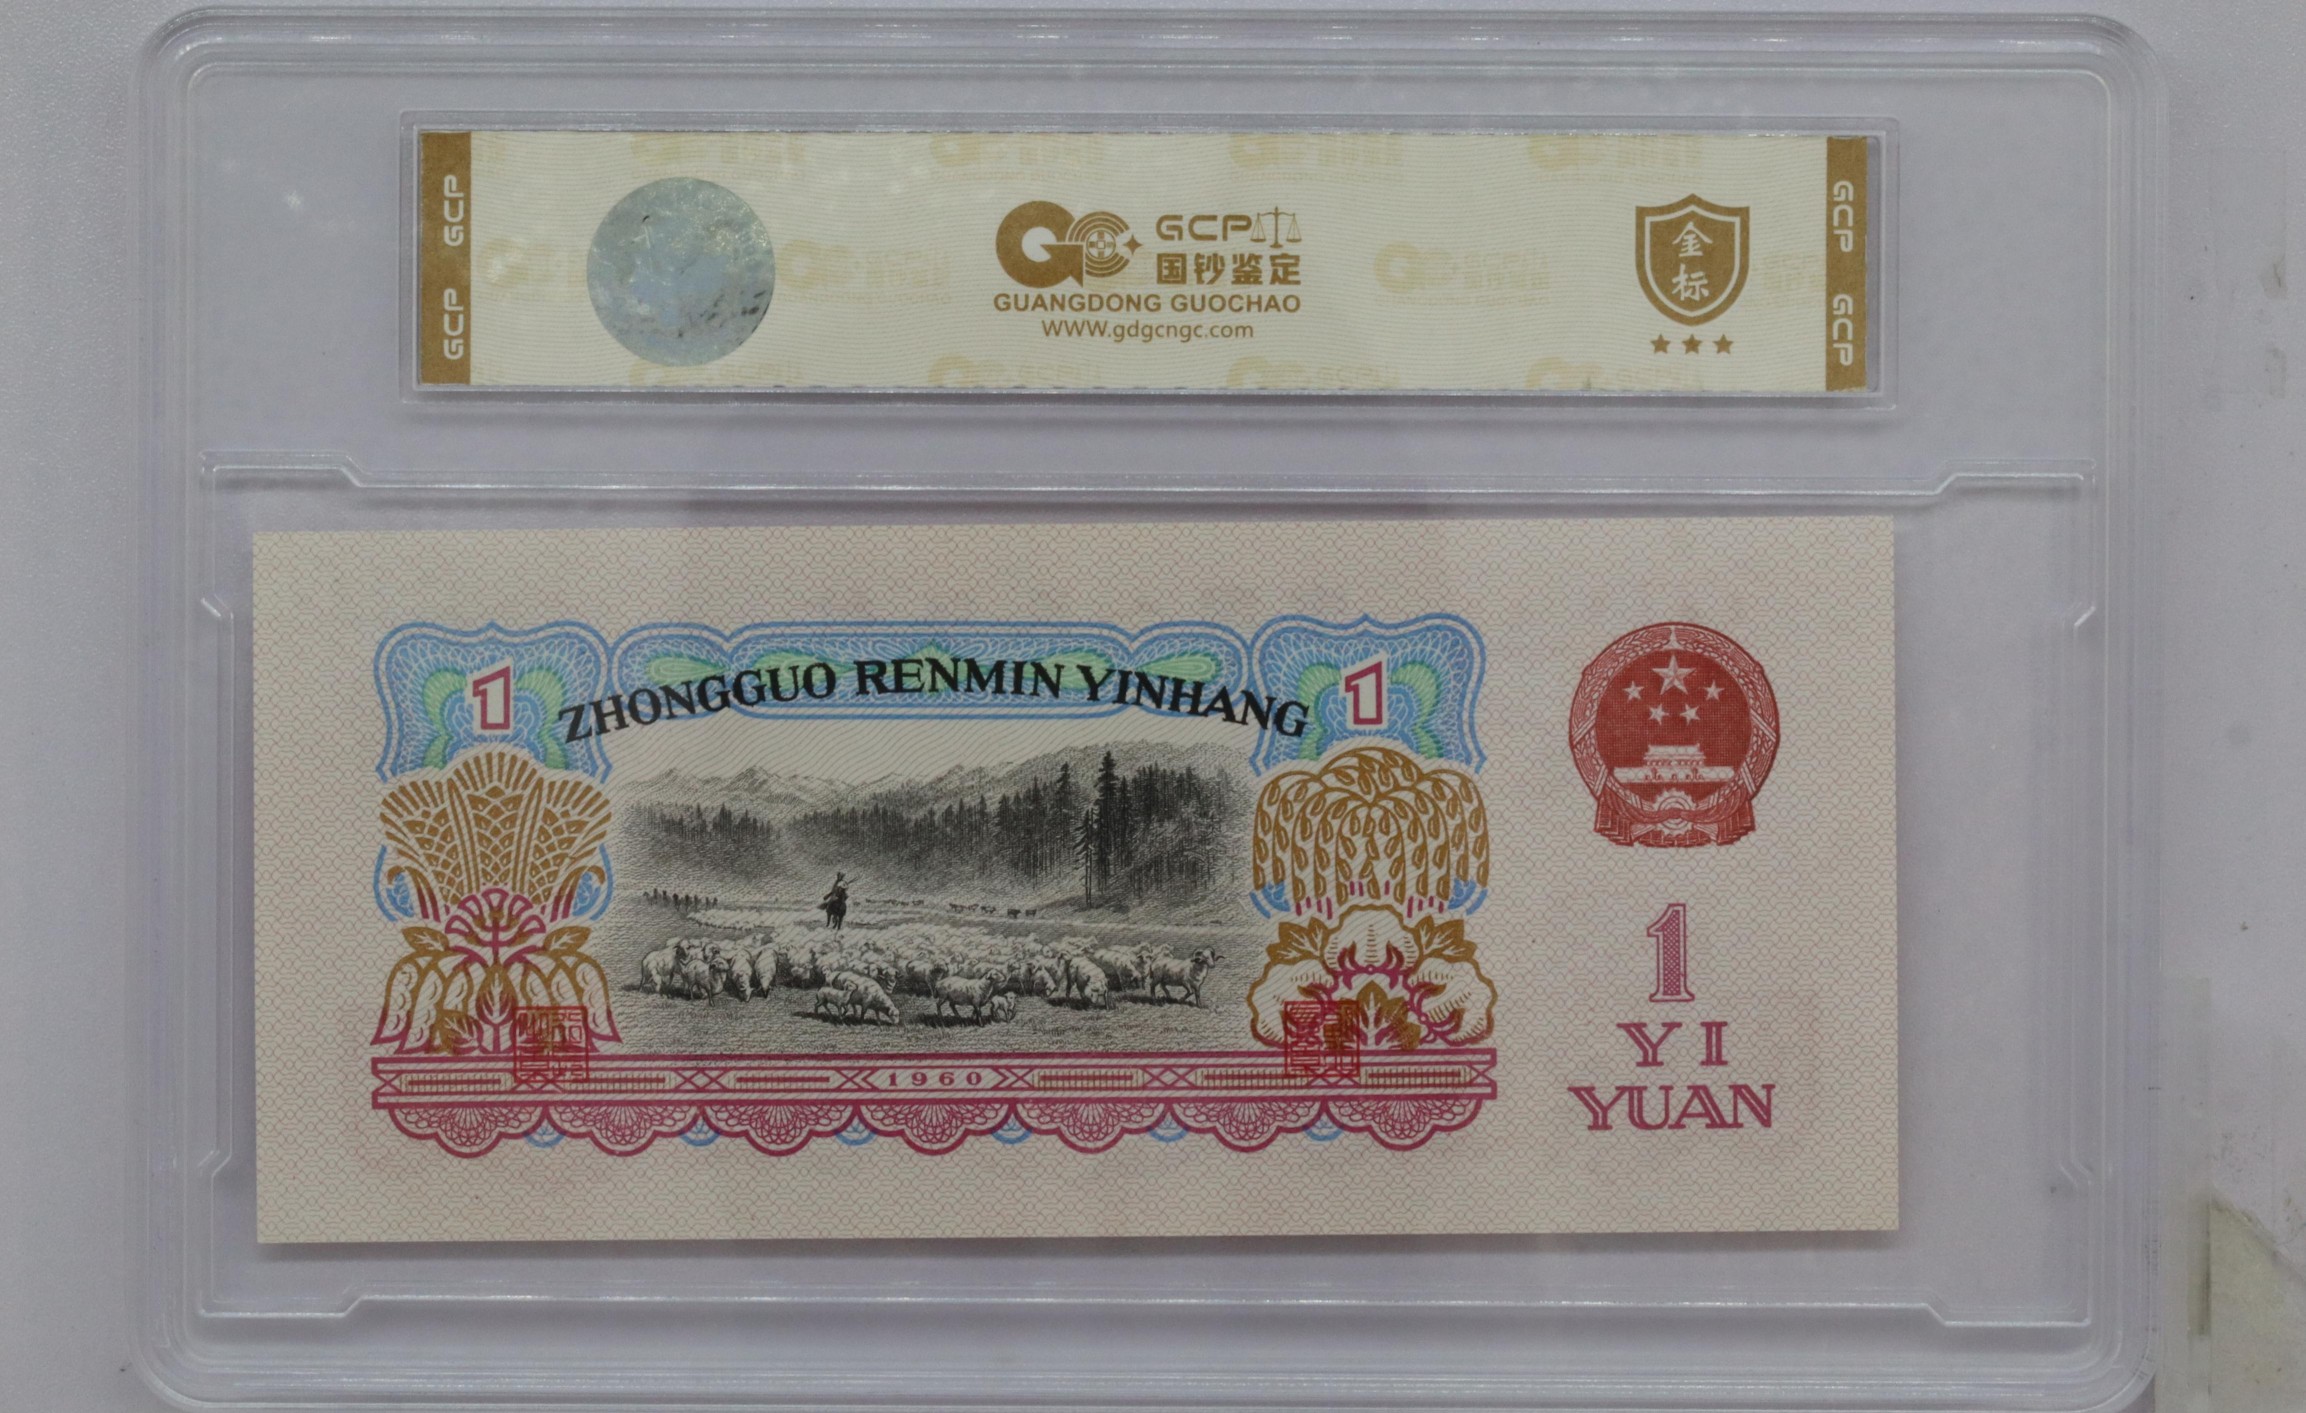 GCP GCP
GCP
国钞鉴定
GUANGDONG GUOCHAO
WWW.gdgcngc.com
金
标
GCP GCP
1
ZHONGGUO RENMIN YINHANG
1
1960
1
YI
YUAN